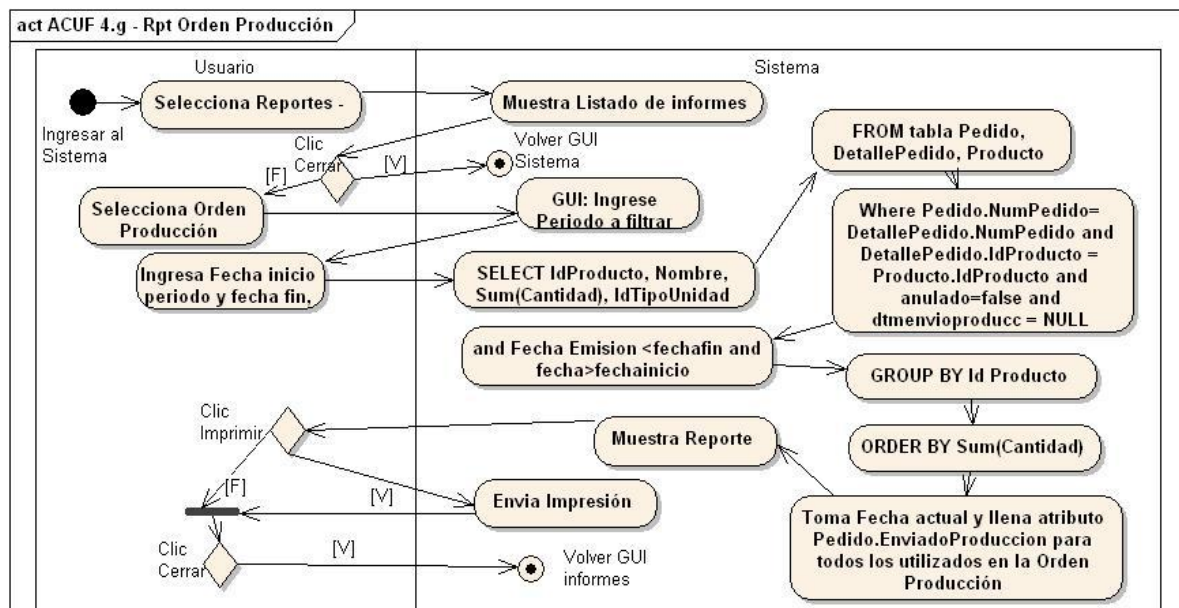 act ACUF 4.g - Rpt Orden Producción
Usuario
Sistema
Selecciona Reportes -
Muestra Listado de informes
Ingresar al
Sistema
Clic
Cerrar
[V]
[F]
Volver GUI
Sistema
FROM tabla Pedido,
DetallePedido, Producto
Selecciona Orden
Producción
GUI: Ingrese
Periodo a filtrar
Where Pedido.NumPedido=
DetallePedido.NumPedido and
DetallePedido.IdProducto =
Producto.IdProducto and
anulado=false and
dtmenvioproducc = NULL
Ingresa Fecha inicio
periodo y fecha fin,
SELECT IdProducto, Nombre,
Sum(Cantidad), IdTipoUnidad
and Fecha Emision <fechafin and
fecha>fechainicio
GROUP BY Id Producto
Clic
Imprimir
Muestra Reporte
ORDER BY Sum(Cantidad)
[F]
[V]
Envia Impresión
Toma Fecha actual y llena atributo
Pedido.EnviadoProduccion para
todos los utilizados en la Orden
Producción
Clic
Cerrar
[V]
Volver GUI
informes